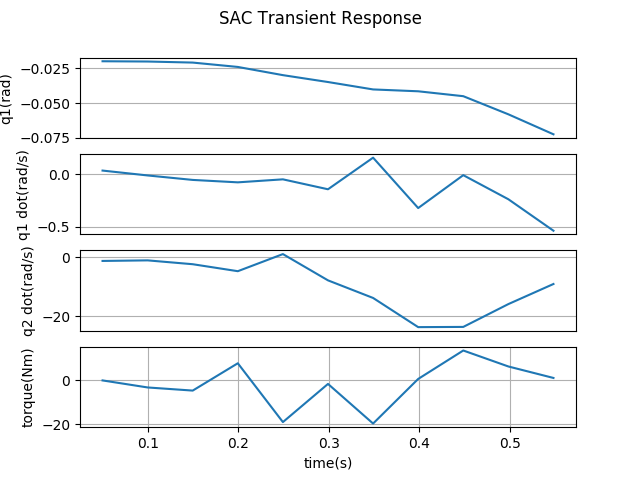 SAC Transient Response
q1(rad)
−0.025
−0.050
−0.075
q1 dot(rad/s)
0.0
−0.5
q2 dot(rad/s)
0
−20
torque(Nm)
0
−20
0.1 0.2 0.3 0.4 0.5
time(s)